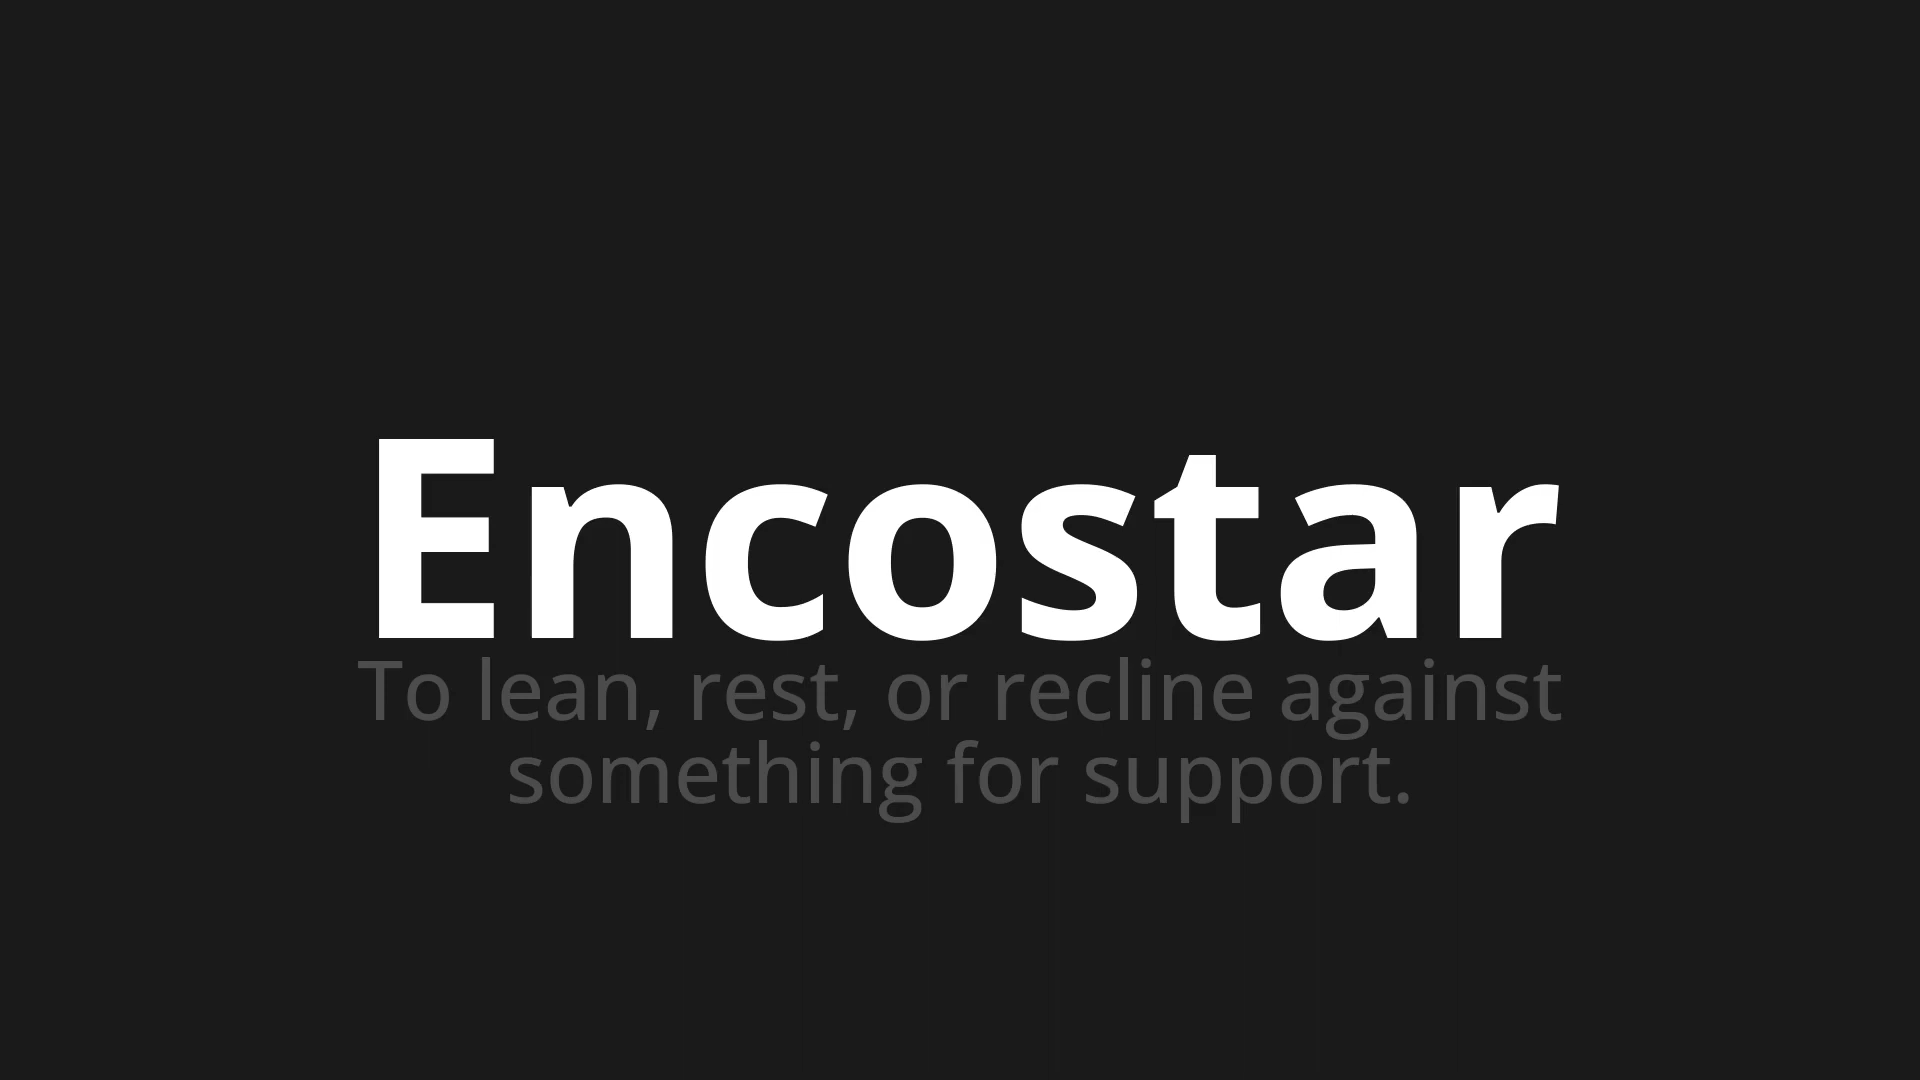 Encostar
To lean, rest, or recline against
something for support.